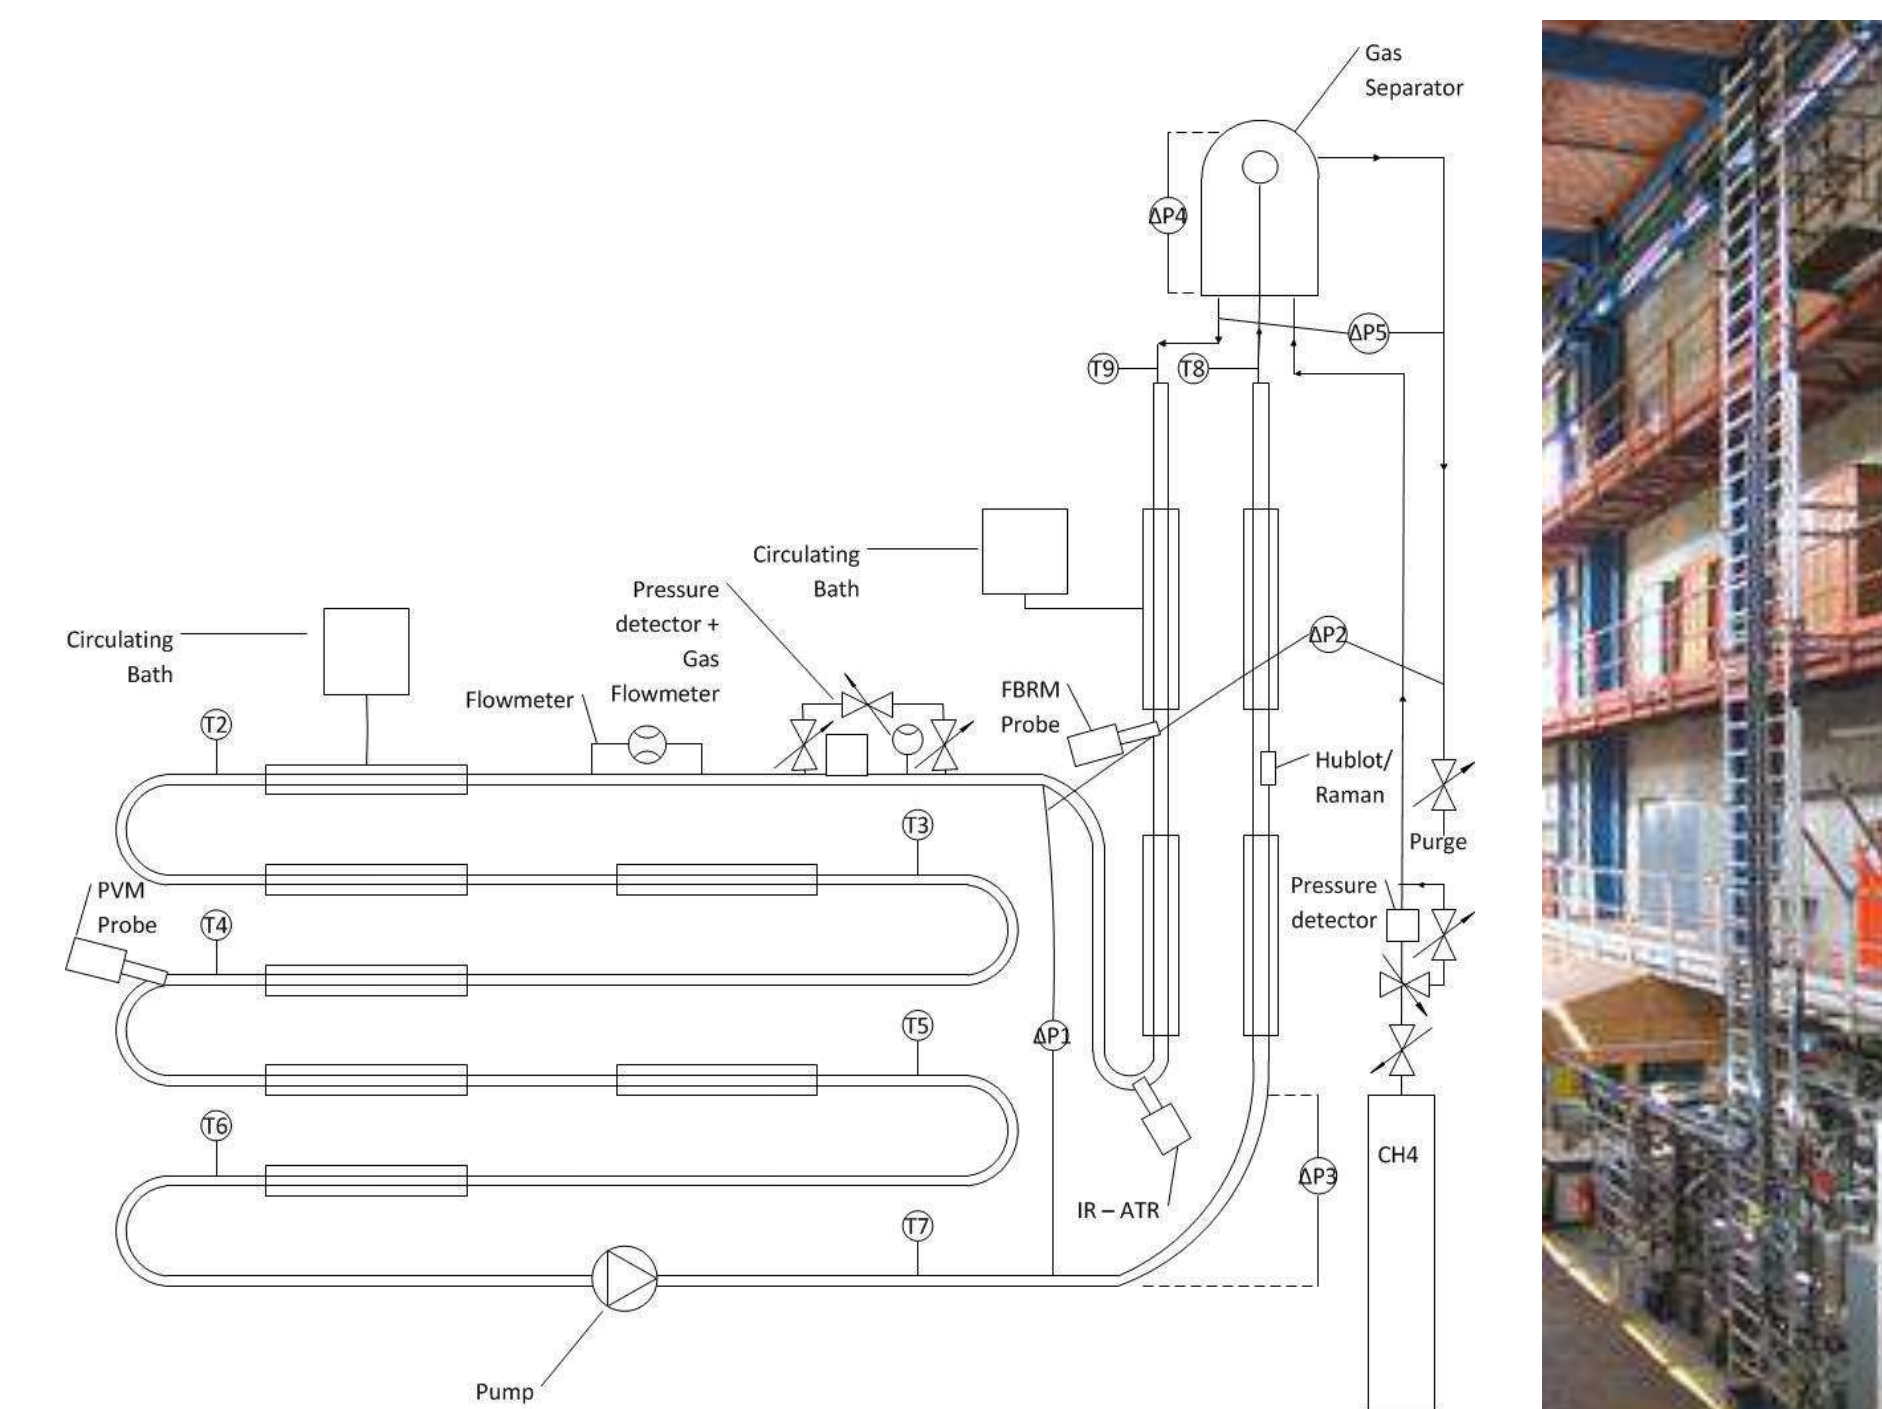 Gas
Separator
ΔP4
ΔP5
T9
T8
Circulating
Bath
Pressure
detector +
Gas
Flowmeter
ΔP2
Circulating
Bath
Flowmeter
FBRM
Probe
T2
Hublot/
Raman
T3
Purge
PVM
Probe
Pressure
detector
T4
T5
ΔP1
T6
CH4
ΔP3
IR – ATR
T7
Pump